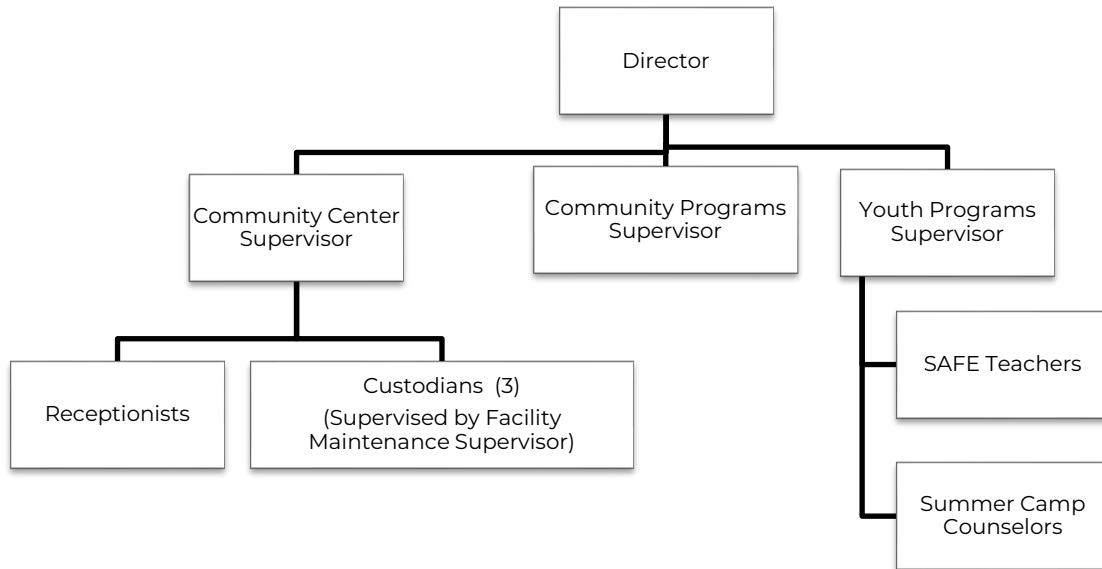 Director
Community Center
Supervisor
Community Programs
Supervisor
Youth Programs
Supervisor
Receptionists
Custodians (3)
(Supervised by Facility
Maintenance Supervisor)
SAFE Teachers
Summer Camp
Counselors